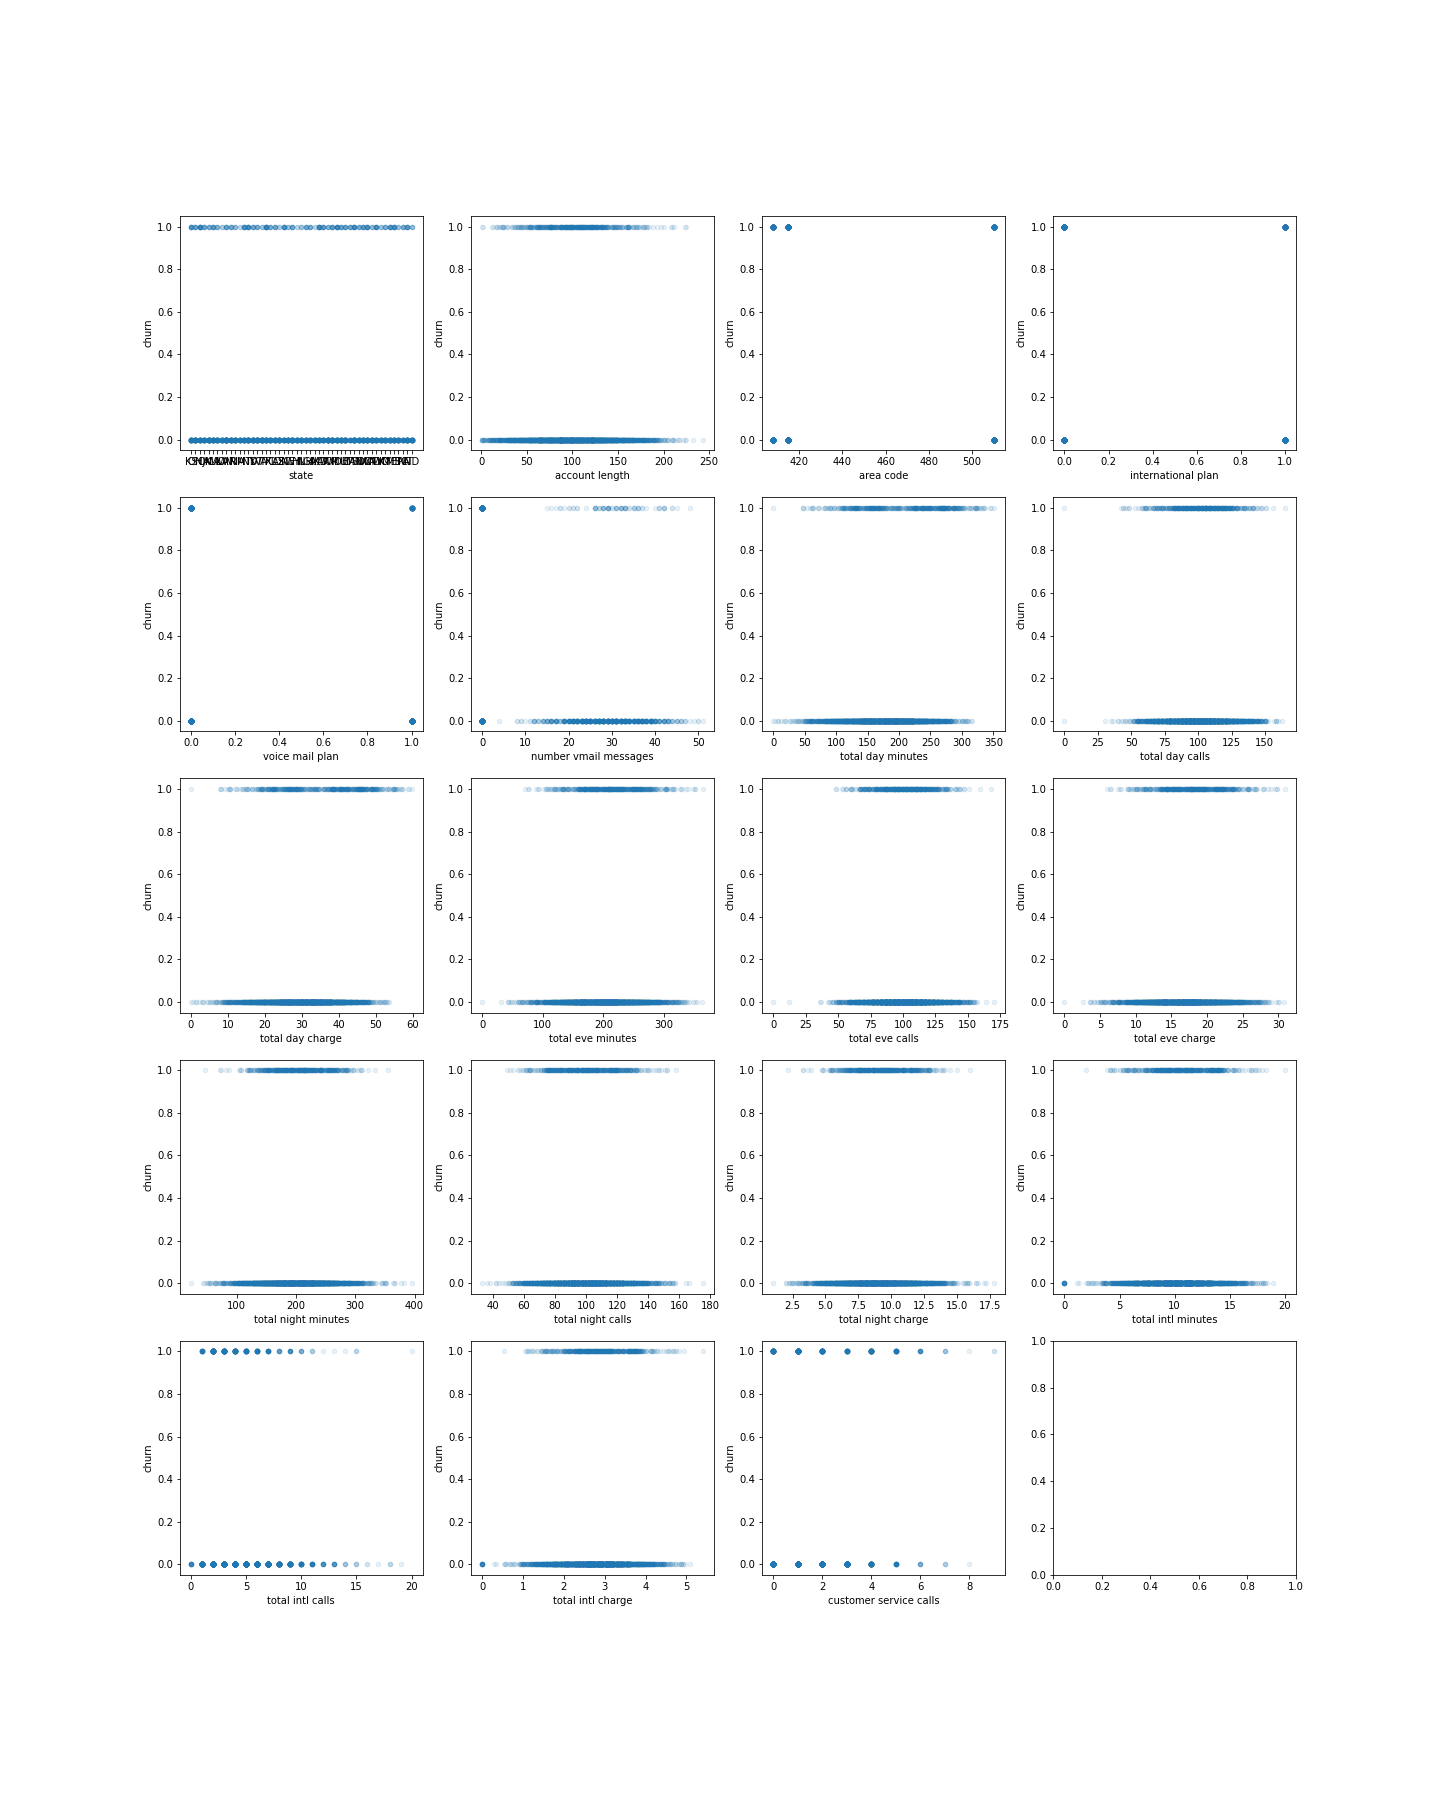 1.0 1.0 1.0 1.0
0.8 0.8 0.8 0.8
0.6 0.6 0.6 0.6
churn churn churn churn
0.4 0.4 0.4 0.4
0.2 0.2 0.2 0.2
0.0 0.0 0.0 0.0
0 50 100 150 200 250 420 440 460 480 500 0.0 0.2 0.4 0.6 0.8 1.0
state account length area code international plan
1.0 1.0 1.0 1.0
0.8 0.8 0.8 0.8
0.6 0.6 0.6 0.6
churn churn churn churn
0.4 0.4 0.4 0.4
0.2 0.2 0.2 0.2
0.0 0.0 0.0 0.0
0.0 0.2 0.4 0.6 0.8 1.0 0 10 20 30 40 50 0 50 100 150 200 250 300 350 0 25 50 75 100 125 150
voice mail plan number vmail messages total day minutes total day calls
1.0 1.0 1.0 1.0
0.8 0.8 0.8 0.8
0.6 0.6 0.6 0.6
churn churn churn churn
0.4 0.4 0.4 0.4
0.2 0.2 0.2 0.2
0.0 0.0 0.0 0.0
0 10 20 30 40 50 60 0 100 200 300 0 25 50 75 100 125 150 175 0 5 10 15 20 25 30
total day charge total eve minutes total eve calls total eve charge
1.0 1.0 1.0 1.0
0.8 0.8 0.8 0.8
0.6 0.6 0.6 0.6
churn churn churn churn
0.4 0.4 0.4 0.4
0.2 0.2 0.2 0.2
0.0 0.0 0.0 0.0
100 200 300 400 40 60 80 100 120 140 160 180 2.5 5.0 7.5 10.0 12.5 15.0 17.5 0 5 10 15 20
total night minutes total night calls total night charge total intl minutes
1.0 1.0 1.0 1.0
0.8 0.8 0.8 0.8
0.6 0.6 0.6 0.6
churn churn churn
0.4 0.4 0.4 0.4
0.2 0.2 0.2 0.2
0.0 0.0 0.0 0.0
0 5 10 15 20 0 1 2 3 4 5 0 2 4 6 8 0.0 0.2 0.4 0.6 0.8 1.0
total intl calls total intl charge customer service calls